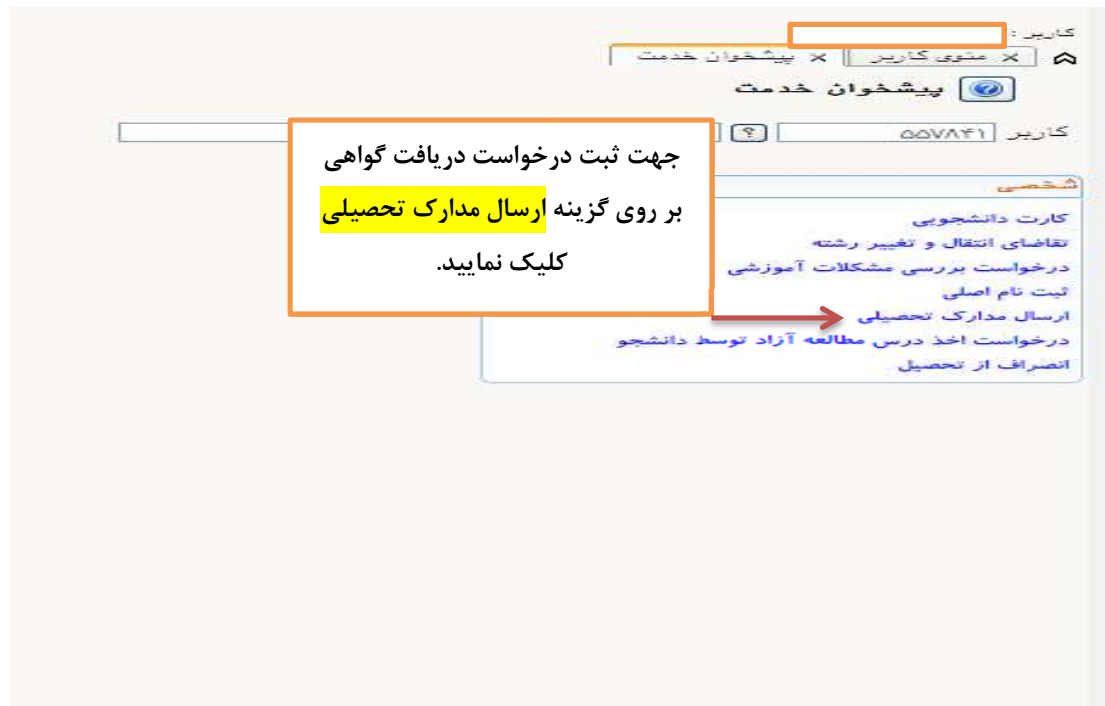 کاربر :
منوی کاربر × پیشخوان خدمت ×
پیشخوان خدمت
کاربر ۵۵۷۸۴۱ ؟
جهت ثبت درخواست دریافت گواهی
بر روی گزینه ارسال مدارک تحصیلی
کلیک نمایید.
شخصی
کارت دانشجویی
تقاضای انتقال و تغییر رشته
درخواست بررسی مشکلات آموزشی
ثبت نام اصلی
ارسال مدارک تحصیلی
درخواست اخذ درس مطالعه آزاد توسط دانشجو
انصراف از تحصیل